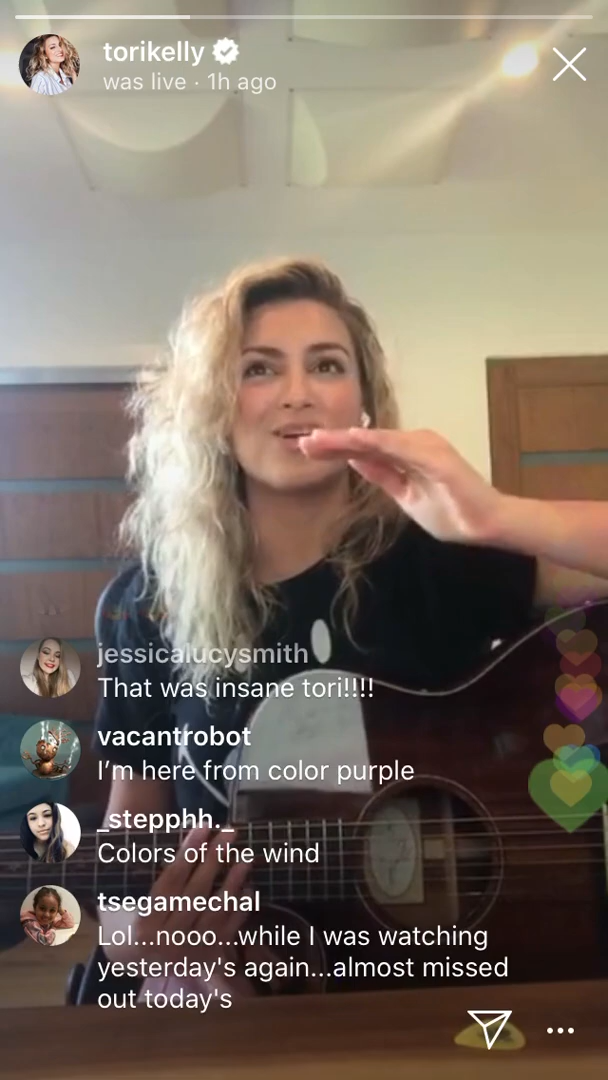 torikelly
was live · 1h ago
jessicalucysmith
That was insane tori!!!!
vacantrobot
I'm here from color purple
_stepphh._
Colors of the wind
tsegamechal
Lol...nooo...while I was watching
yesterday's again...almost missed
out today's